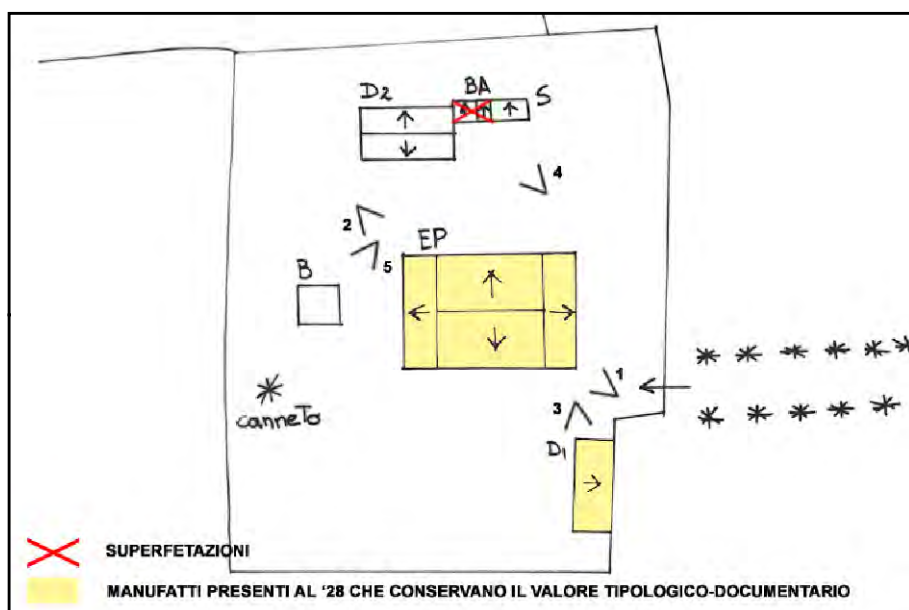 D2
BA
S
4
2
EP
5
B
1
3
canneto
D1
SUPERFETAZIONI
MANUFATTI PRESENTI AL '28 CHE CONSERVANO IL VALORE TIPOLOGICO-DOCUMENTARIO